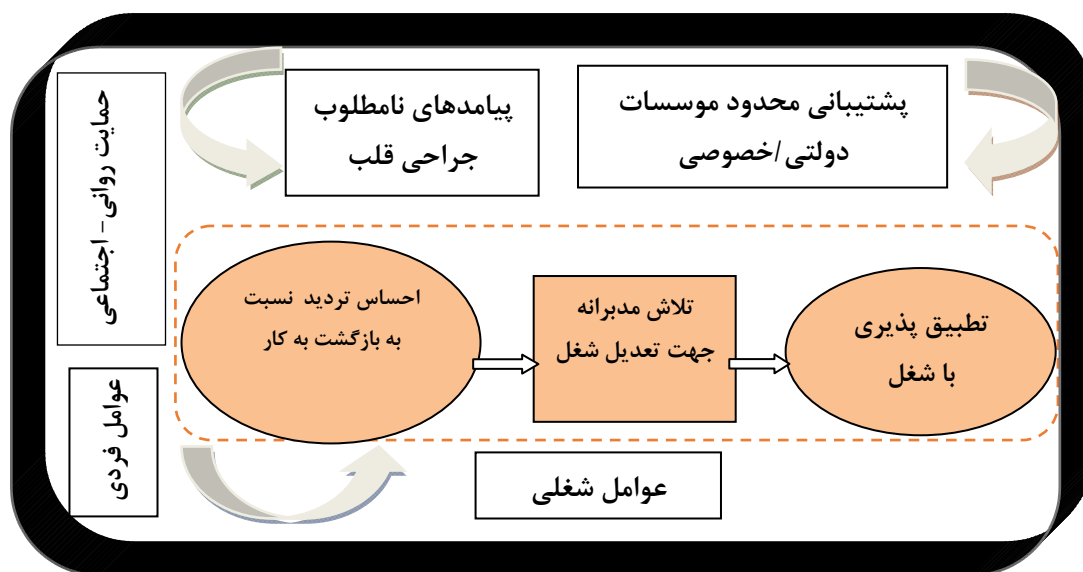 پشتیبانی محدود موسسات
دولتی/خصوصی
پیامدهای نامطلوب
جراحی قلب
حمایت روانی- اجتماعی
احساس تردید نسبت
به بازگشت به کار
تلاش مدبرانه
جهت تعدیل شغل
تطبیق پذیری
با شغل
عوامل فردی
عوامل شغلی